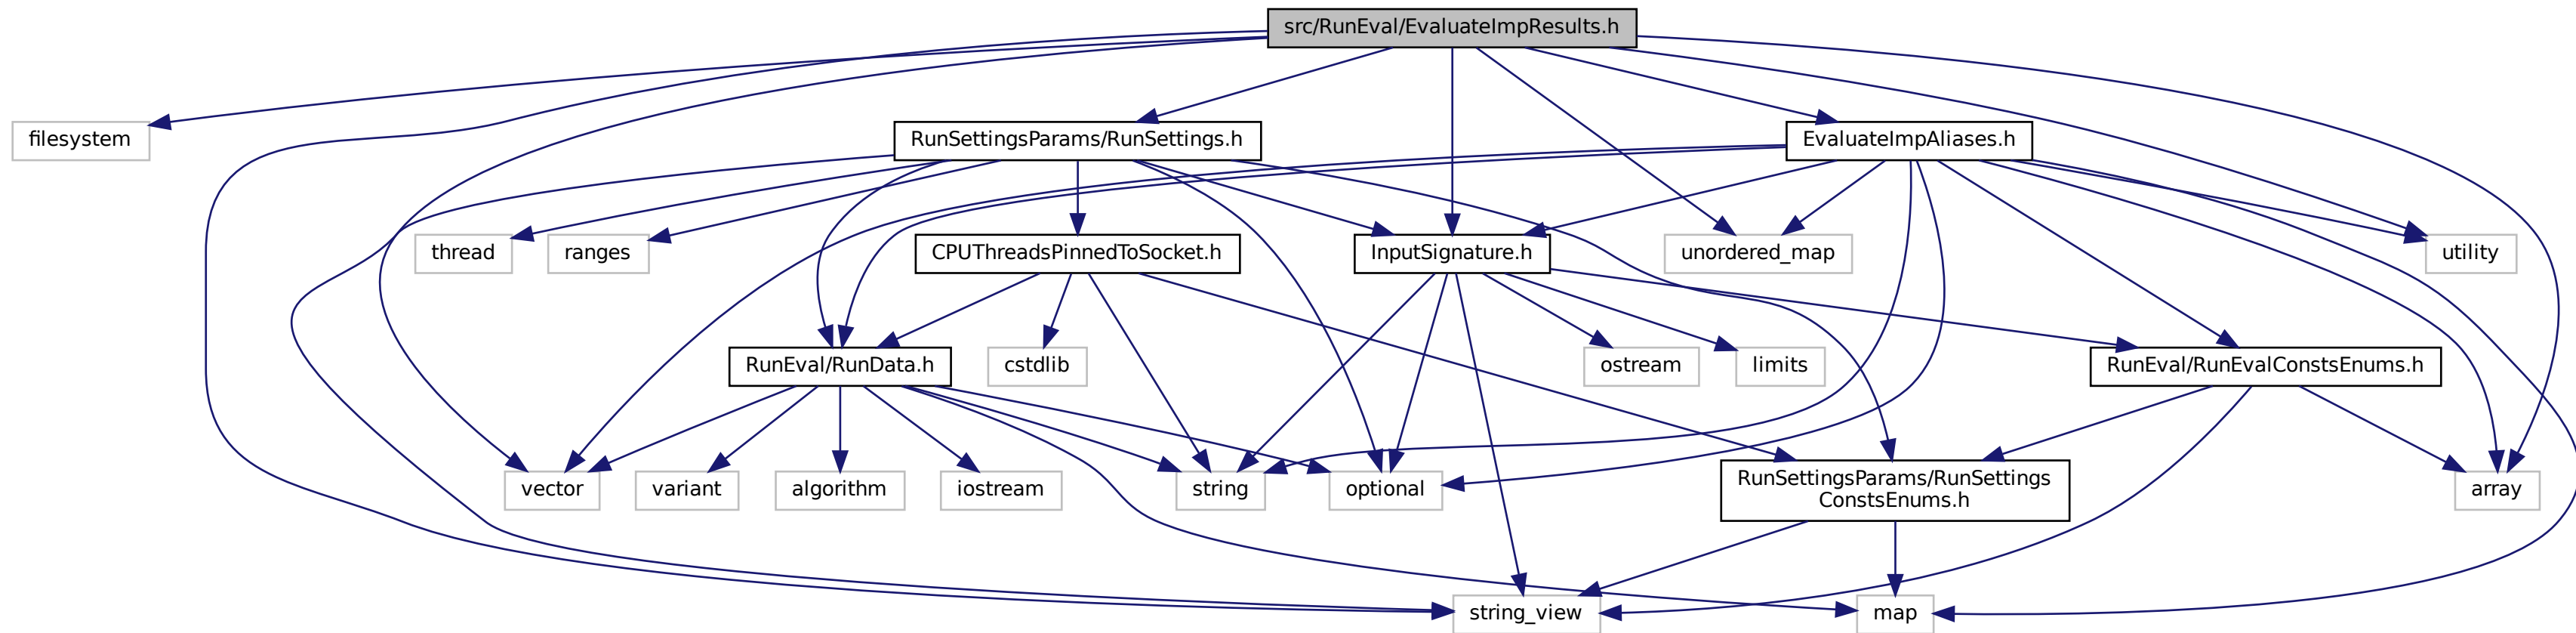 src/RunEval/EvaluateImpResults.h
filesystem
RunSettingsParams/RunSettings.h
EvaluateImpAliases.h
thread
ranges
CPUThreadsPinnedToSocket.h
InputSignature.h
unordered_map
utility
RunEval/RunData.h
cstdlib
ostream
limits
RunEval/RunEvalConstsEnums.h
vector
variant
algorithm
iostream
string
optional
RunSettingsParams/RunSettings
ConstsEnums.h
array
string_view
map